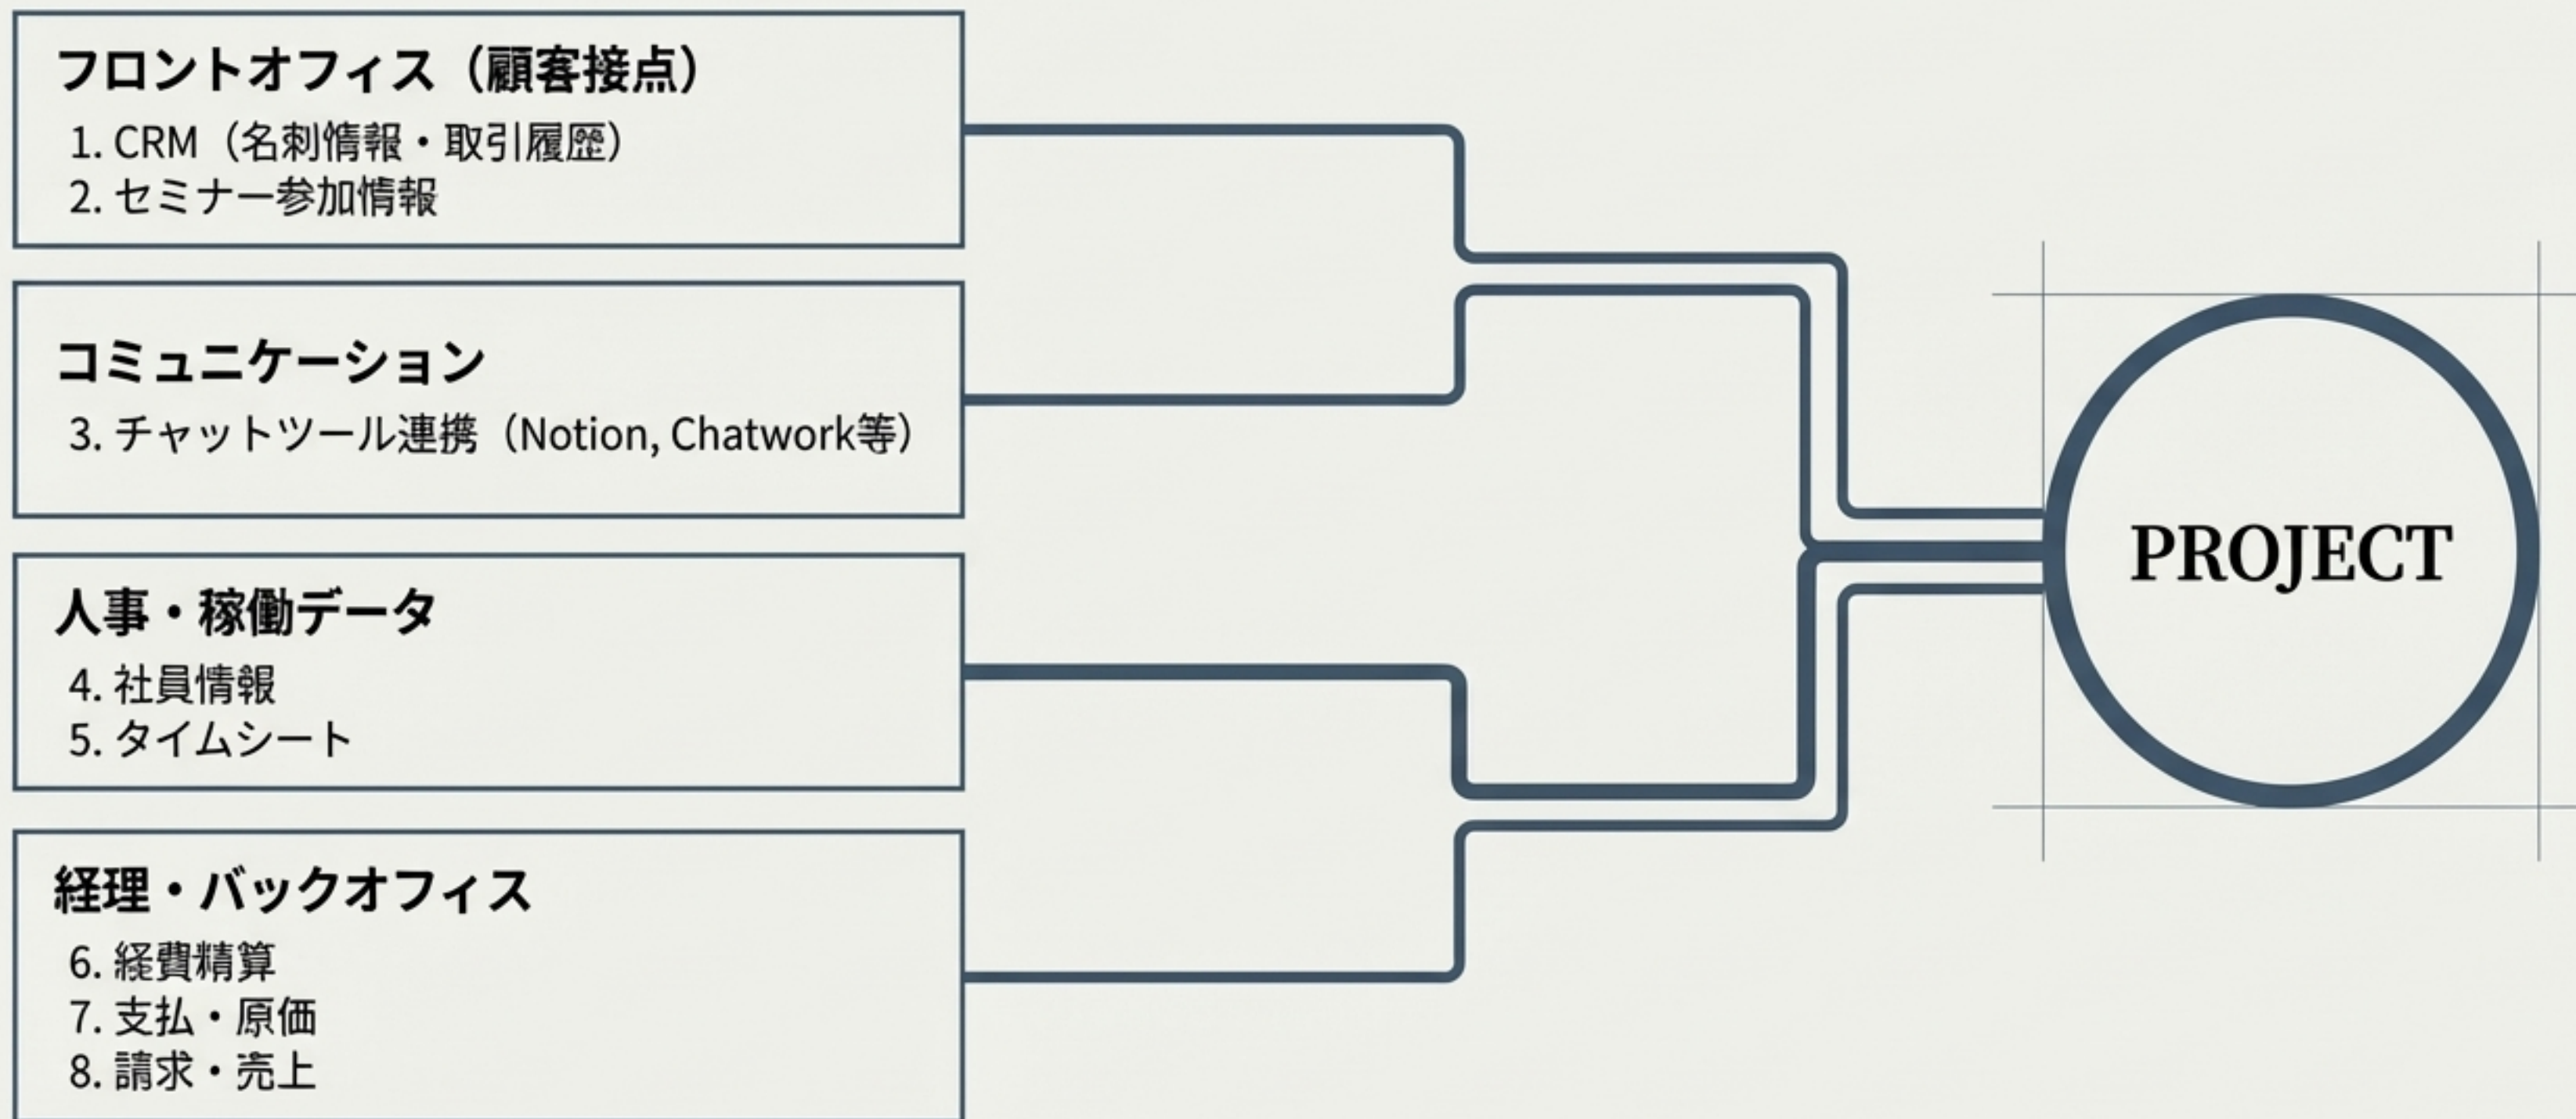 フロントオフィス（顧客接点）
1. CRM（名刺情報・取引履歴）
2. セミナー参加情報
コミュニケーション
3. チャットツール連携（Notion, Chatwork等）
人事・稼働データ
4. 社員情報
5. タイムシート
経理・バックオフィス
6. 経費精算
7. 支払・原価
8. 請求・売上
PROJECT